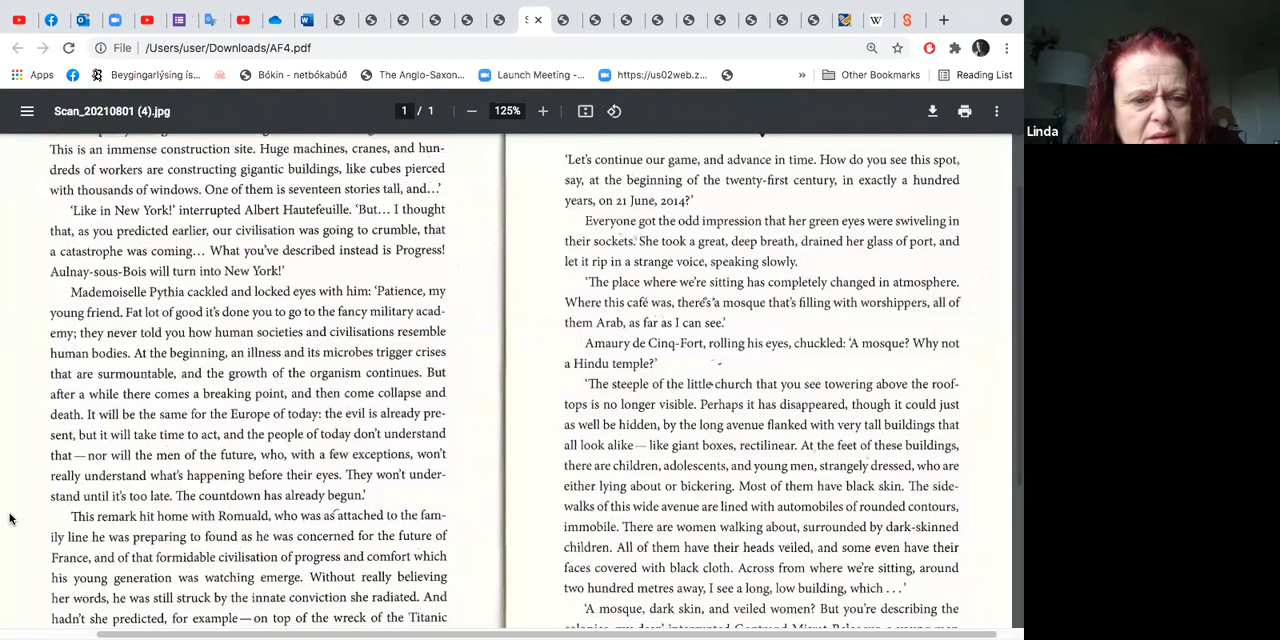 File
/Users/user/Downloads/AF4.pdf
Apps
Beygingarlýsing ís...
Bókin - netbókabúð
The Anglo-Saxon...
Launch Meeting -...
https://us02web.z...
»
Other Bookmarks
Reading List
Scan_20210801 (4).jpg
1 / 1
125%
Linda
This is an immense construction site. Huge machines, cranes, and hun-
dreds of workers are constructing gigantic buildings, like cubes pierced
with thousands of windows. One of them is seventeen stories tall, and…’
‘Like in New York!’ interrupted Albert Hautefeuille. ‘But… I thought
that, as you predicted earlier, our civilisation was going to crumble, that
a catastrophe was coming… What you’ve described instead is Progress!
Aulnay-sous-Bois will turn into New York!’
Mademoiselle Pythia cackled and locked eyes with him: ‘Patience, my
young friend. Fat lot of good it’s done you to go to the fancy military acad-
emy; they never told you how human societies and civilisations resemble
human bodies. At the beginning, an illness and its microbes trigger crises
that are surmountable, and the growth of the organism continues. But
after a while there comes a breaking point, and then come collapse and
death. It will be the same for the Europe of today: the evil is already pre-
sent, but it will take time to act, and the people of today don’t understand
that — nor will the men of the future, who, with a few exceptions, won’t
really understand what’s happening before their eyes. They won’t under-
stand until it’s too late. The countdown has already begun.’
This remark hit home with Romuald, who was as attached to the fam-
ily line he was preparing to found as he was concerned for the future of
France, and of that formidable civilisation of progress and comfort which
his young generation was watching emerge. Without really believing
her words, he was still struck by the innate conviction she radiated. And
hadn’t she predicted, for example — on top of the wreck of the Titanic
‘Let’s continue our game, and advance in time. How do you see this spot,
say, at the beginning of the twenty-first century, in exactly a hundred
years, on 21 June, 2014?’
Everyone got the odd impression that her green eyes were swiveling in
their sockets. She took a great, deep breath, drained her glass of port, and
let it rip in a strange voice, speaking slowly.
‘The place where we’re sitting has completely changed in atmosphere.
Where this café was, there’s a mosque that’s filling with worshippers, all of
them Arab, as far as I can see.’
Amaury de Cinq-Fort, rolling his eyes, chuckled: ‘A mosque? Why not
a Hindu temple?’
‘The steeple of the little church that you see towering above the roof-
tops is no longer visible. Perhaps it has disappeared, though it could just
as well be hidden, by the long avenue flanked with very tall buildings that
all look alike — like giant boxes, rectilinear. At the feet of these buildings,
there are children, adolescents, and young men, strangely dressed, who are
either lying about or bickering. Most of them have black skin. The side-
walks of this wide avenue are lined with automobiles of rounded contours,
immobile. There are women walking about, surrounded by dark-skinned
children. All of them have their heads veiled, and some even have their
faces covered with black cloth. Across from where we’re sitting, around
two hundred metres away, I see a long, low building, which . . . ’
‘A mosque, dark skin, and veiled women? But you’re describing the